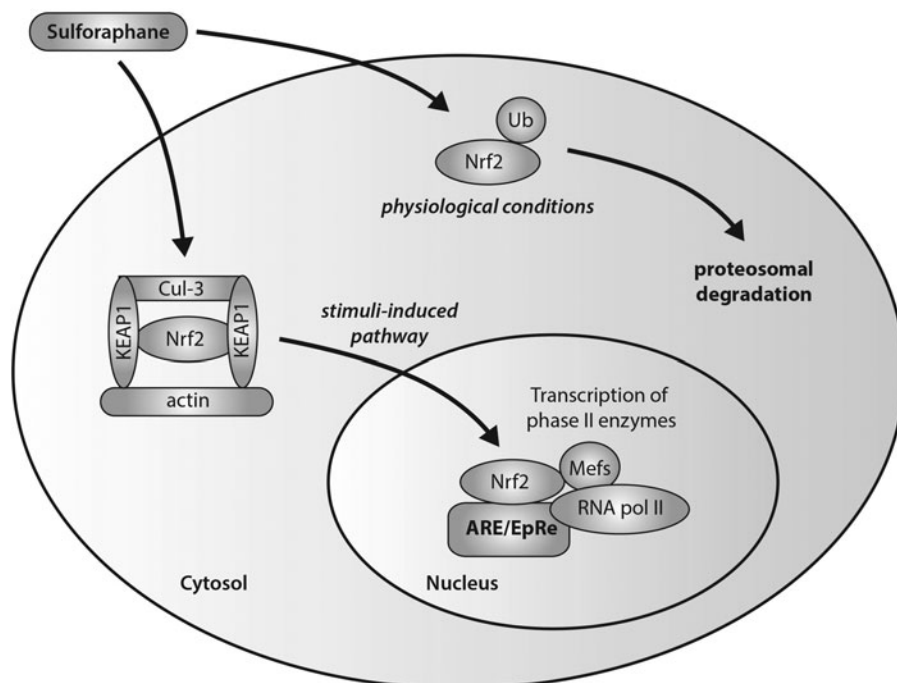 Sulforaphane
Ub
Nrf2
physiological conditions
proteosomal
degradation
Cul-3
KEAP1
Nrf2
KEAP1
actin
stimuli-induced
pathway
Transcription of
phase II enzymes
Nrf2
Mefs
RNA pol II
ARE/EpRe
Cytosol
Nucleus